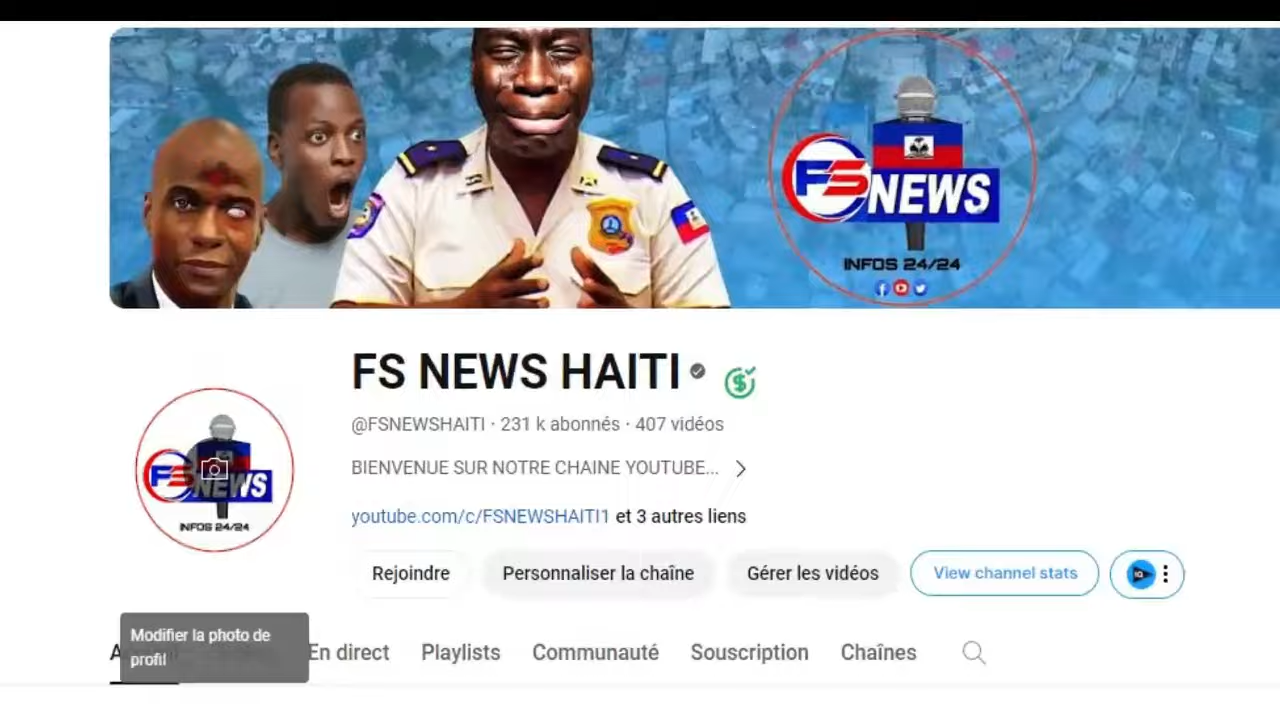 FS NEWS
INFOS 24/24
FS NEWS HAITI
@FSNEWSHAITI · 231 k abonnés · 407 vidéos
BIENVENUE SUR NOTRE CHAINE YOUTUBE...
youtube.com/c/FSNEWSHAITI1 et 3 autres liens
FS NEWS
INFOS 24/24
Rejoindre Personnaliser la chaîne Gérer les vidéos View channel stats IQ
Modifier la photo de
profil
En direct Playlists Communauté Souscription Chaînes